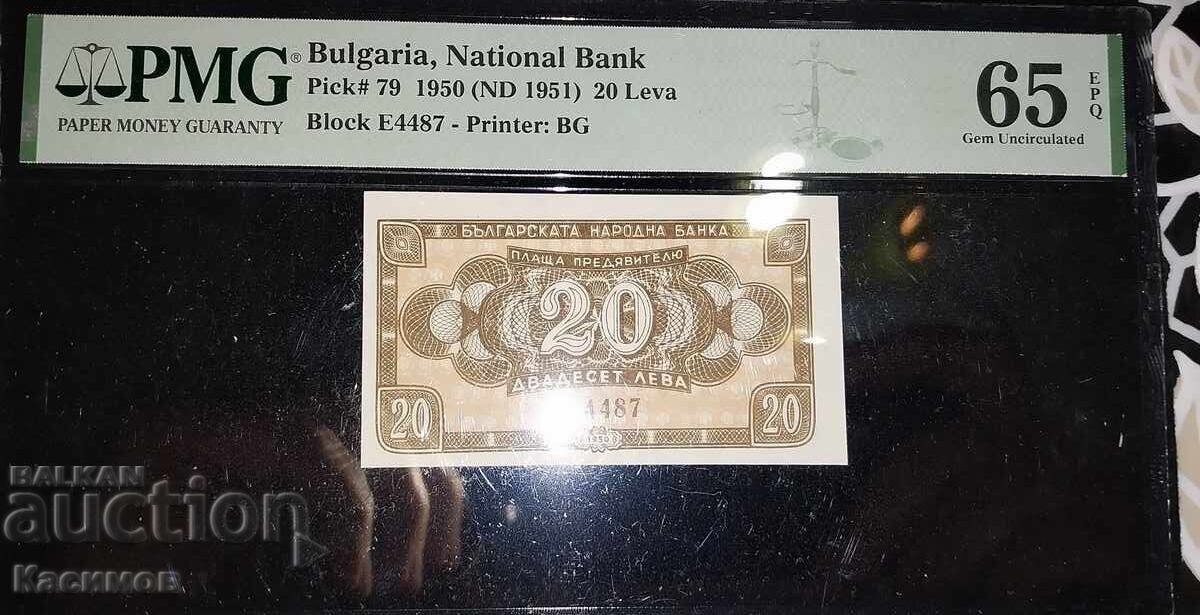 PMG®
PAPER MONEY GUARANTY
Bulgaria, National Bank
Pick# 79 1950 (ND 1951) 20 Leva
Block E4487 - Printer: BG
65
EPQ
Gem Uncirculated
БЪЛГАРСКАТА НАРОДНА БАНКА
ПЛАЩА ПРЕДЯВИТЕЛЮ
20
ДВАДЕСЕТ ЛЕВА
4487
20
20
1950
BALKAN
auction
Касимов